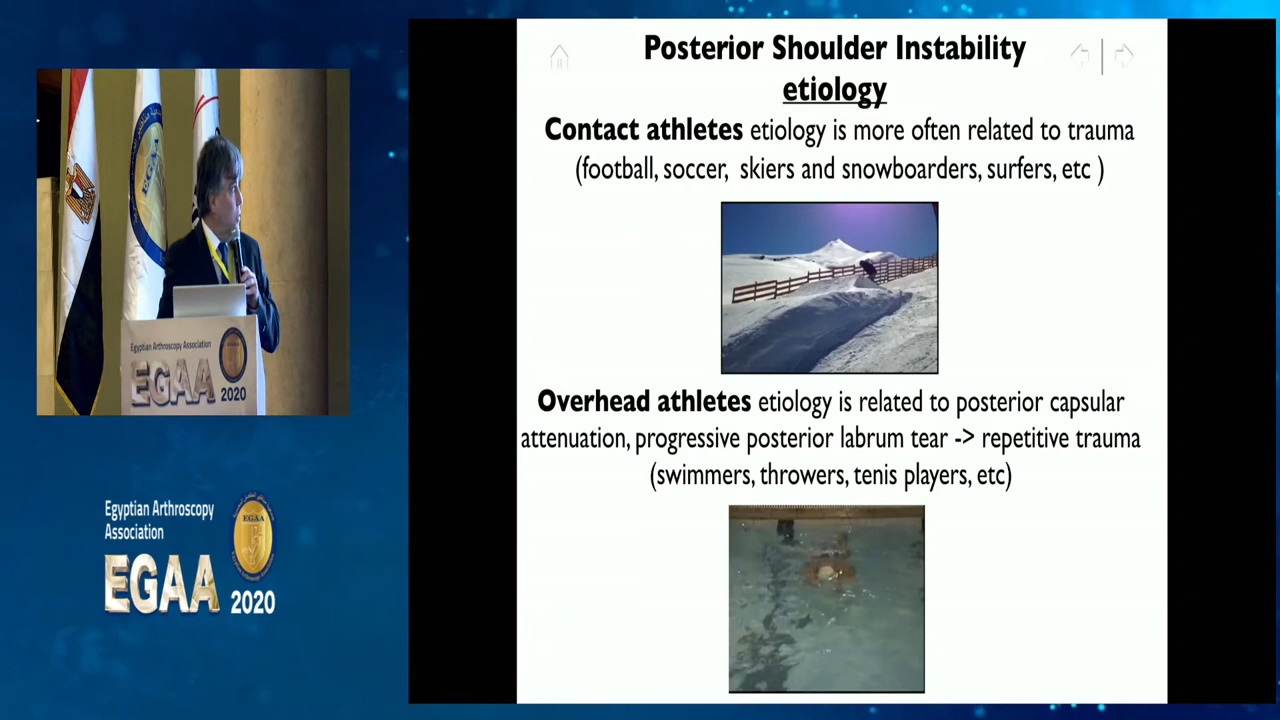 Posterior Shoulder Instability
etiology
Contact athletes etiology is more often related to trauma
(football, soccer, skiers and snowboarders, surfers, etc )
Overhead athletes etiology is related to posterior capsular
attenuation, progressive posterior labrum tear -> repetitive trauma
(swimmers, throwers, tenis players, etc)
EGAA
Egyptian Arthroscopy Association
EGAA
2020
Egyptian Arthroscopy
Association
EGAA
EGAA
2020